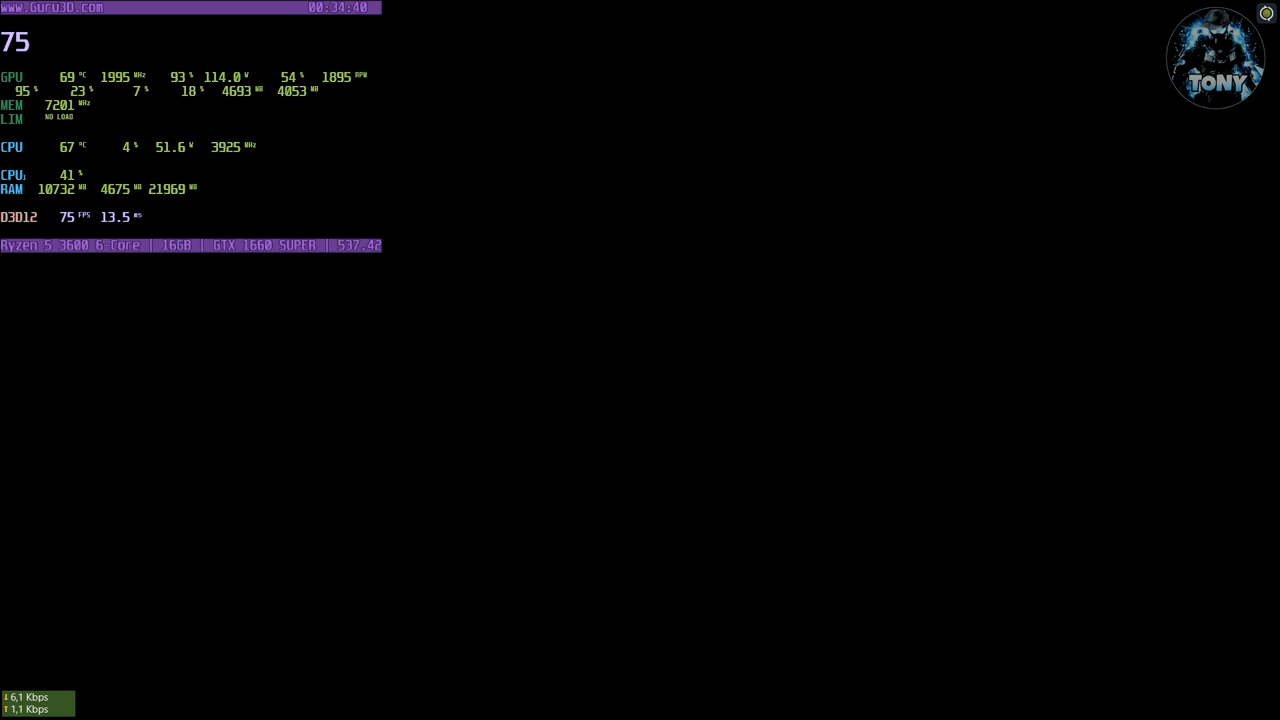 www.Guru3D.com 00:34:40
75
GPU 69 °C 1995 MHz 93 % 114.0 W 54 % 1895 RPM
95 % 23 % 7 % 18 % 4693 MB 4053 MB
MEM 7201 MHz
LIM NO LOAD
CPU 67 °C 4 % 51.6 W 3925 MHz
CPU1 41 %
RAM 10732 MB 4675 MB 21969 MB
D3D12 75 FPS 13.5 ms
Ryzen 5 3600 6-Core | 16GB | GTX 1660 SUPER | 537.42
TONY
↓ 6,1 Kbps
↑ 1,1 Kbps